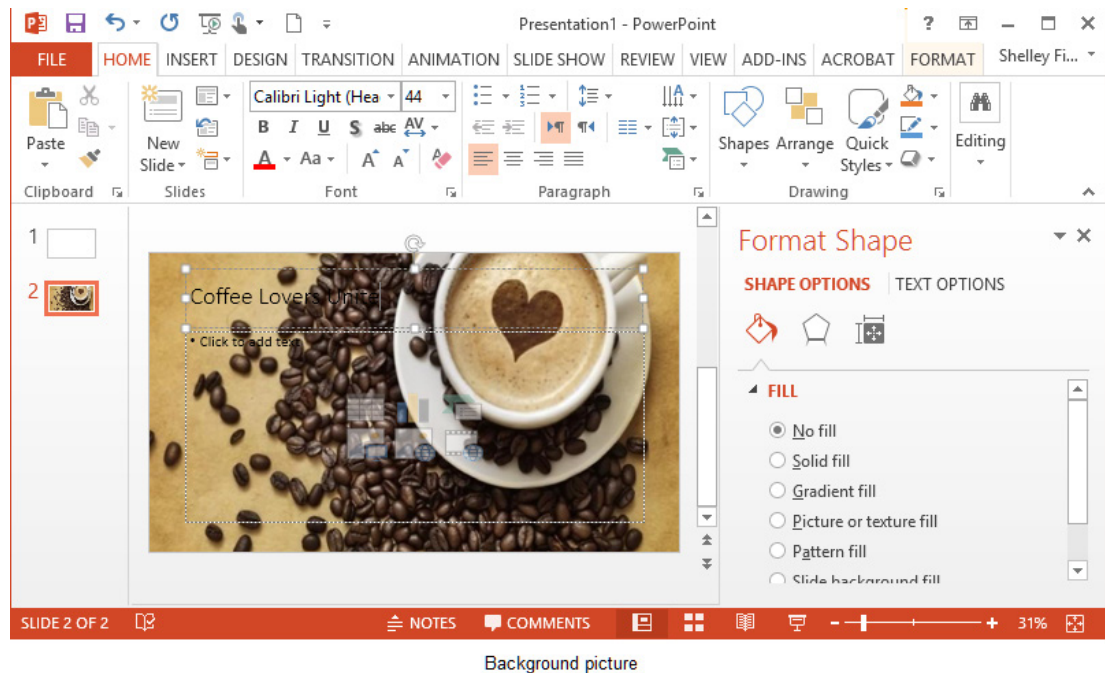 Presentation1 - PowerPoint
FILE HOME INSERT DESIGN TRANSITION ANIMATION SLIDE SHOW REVIEW VIEW ADD-INS ACROBAT FORMAT Shelley Fi...
Calibri Light (Hea 44
Paste
New
Slide
B I U S abc AV
A Aa A A
Shapes Arrange Quick
Styles
Editing
Clipboard Slides Font Paragraph Drawing
1
2
Coffee Lovers Unite
• Click to add text
Format Shape
SHAPE OPTIONS TEXT OPTIONS
FILL
No fill
Solid fill
Gradient fill
Picture or texture fill
Pattern fill
Slide background fill
SLIDE 2 OF 2 NOTES COMMENTS 31%
Background picture